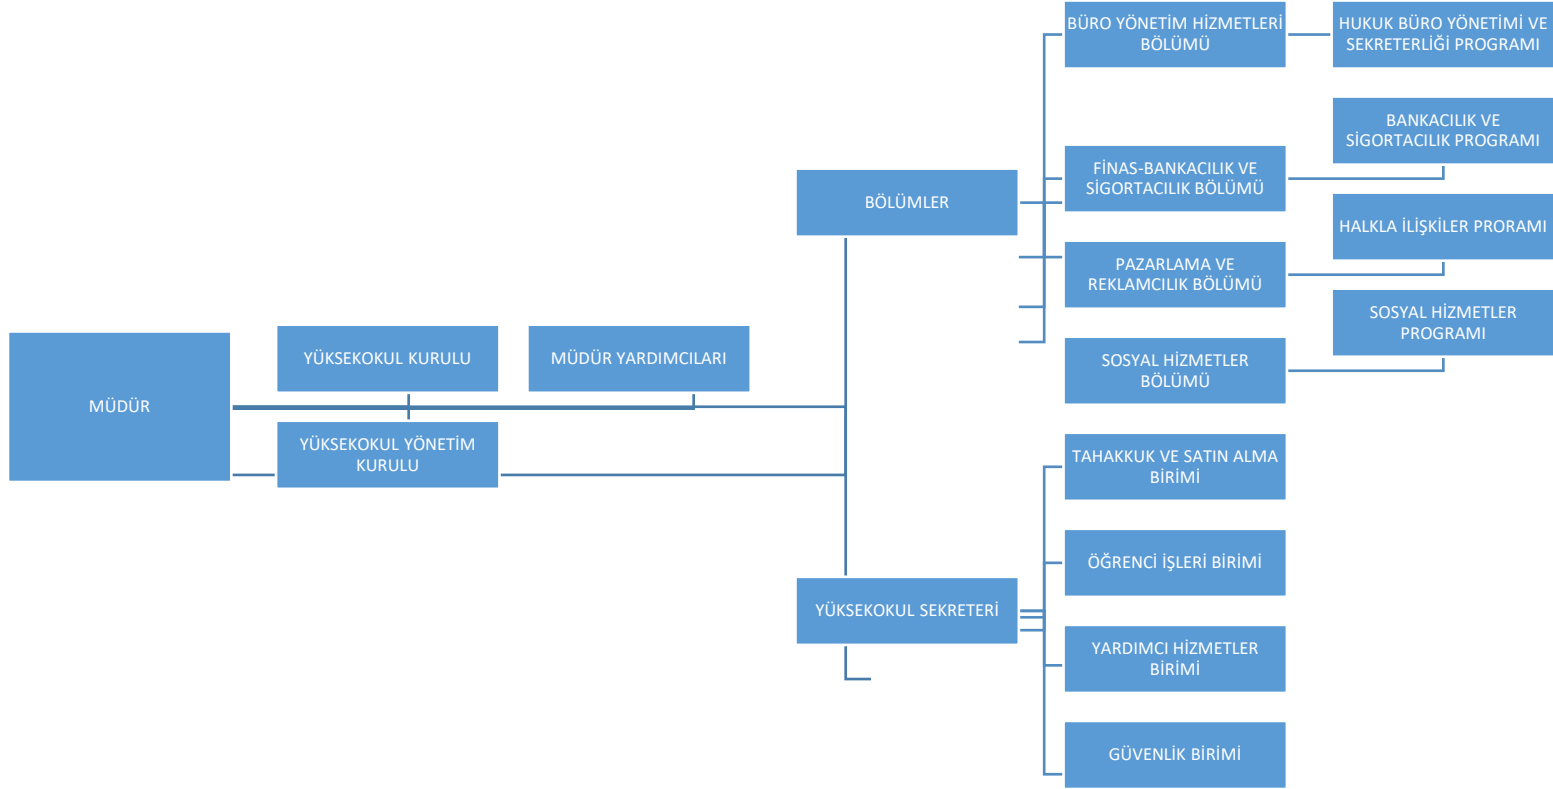 MÜDÜR
YÜKSEKOKUL KURULU
YÜKSEKOKUL YÖNETİM
KURULU
MÜDÜR YARDIMCILARI
BÖLÜMLER
BÜRO YÖNETİM HİZMETLERİ
BÖLÜMÜ
HUKUK BÜRO YÖNETİMİ VE
SEKRETERLİĞİ PROGRAMI
FİNAS-BANKACILIK VE
SİGORTACILIK BÖLÜMÜ
BANKACILIK VE
SİGORTACILIK PROGRAMI
PAZARLAMA VE
REKLAMCILIK BÖLÜMÜ
HALKLA İLİŞKİLER PRORAMI
SOSYAL HİZMETLER
BÖLÜMÜ
SOSYAL HİZMETLER
PROGRAMI
YÜKSEKOKUL SEKRETERİ
TAHAKKUK VE SATIN ALMA
BİRİMİ
ÖĞRENCİ İŞLERİ BİRİMİ
YARDIMCI HİZMETLER
BİRİMİ
GÜVENLİK BİRİMİ